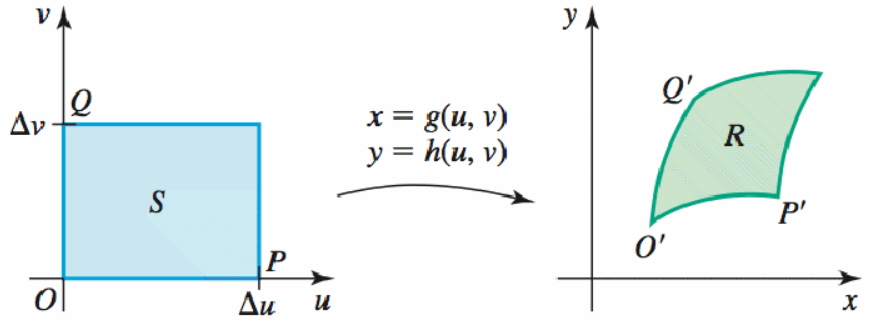 v
Q
Δv
S
P
O
Δu
u
x = g(u, v)
y = h(u, v)
y
Q′
R
P′
O′
x